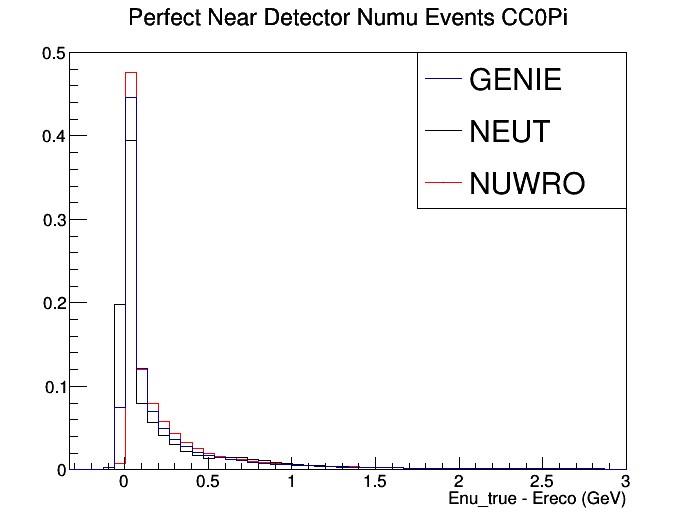 Perfect Near Detector Numu Events CC0Pi
0.5
GENIE
0.4
NEUT
NUWRO
0.3
0.2
0.1
0
0 0.5 1 1.5 2 2.5 3
Enu_true - Ereco (GeV)